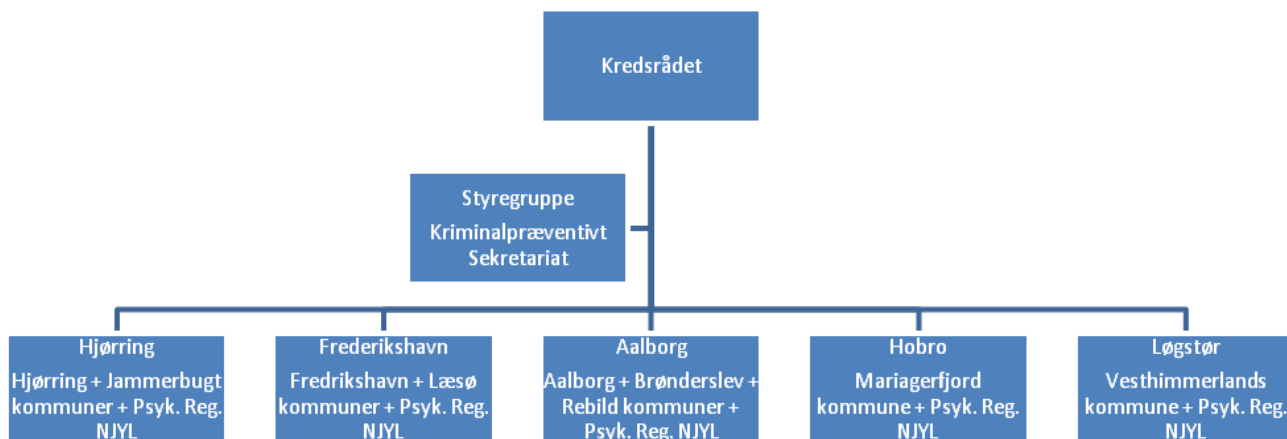 Kredsrådet
Styregruppe
Kriminalpræventivt
Sekretariat
Hjørring
Hjørring + Jammerbugt
kommuner + Psyk. Reg.
NJYL
Frederikshavn
Fredrikshavn + Læsø
kommuner + Psyk. Reg.
NJYL
Aalborg
Aalborg + Brønderslev +
Rebild kommuner +
Psyk. Reg. NJYL
Hobro
Mariagerfjord
kommune + Psyk. Reg.
NJYL
Løgstør
Vesthimmerlands
kommune + Psyk. Reg.
NJYL